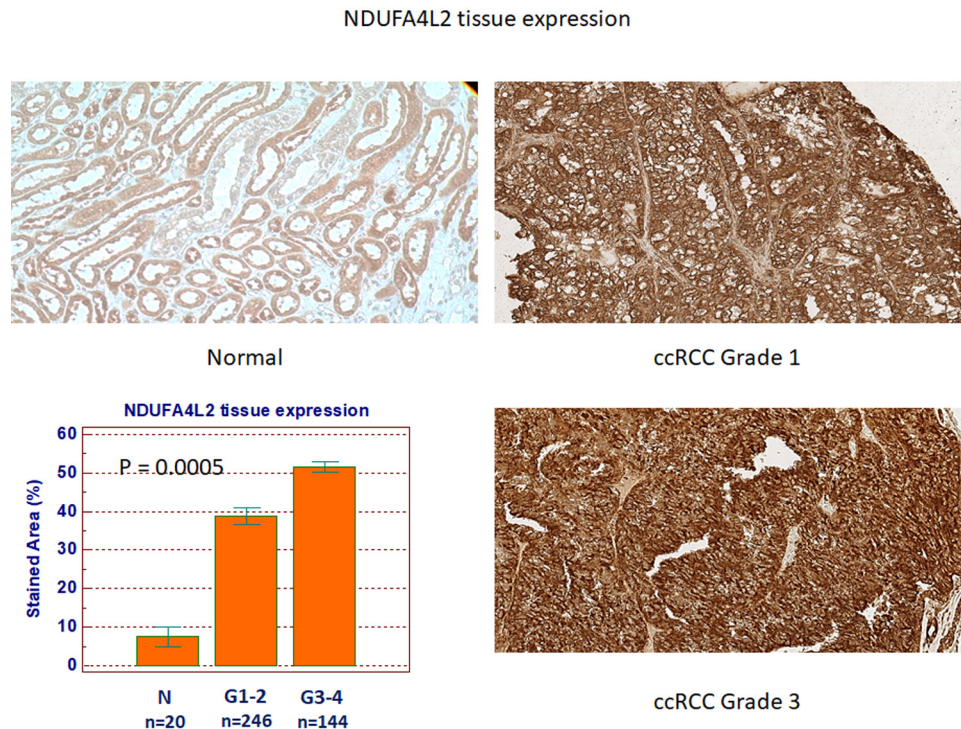 NDUFA4L2 tissue expression
Normal
ccRCC Grade 1
NDUFA4L2 tissue expression
P = 0.0005
Stained Area (%)
60
50
40
30
20
10
0
N
G1-2
G3-4
n=20
n=246
n=144
ccRCC Grade 3